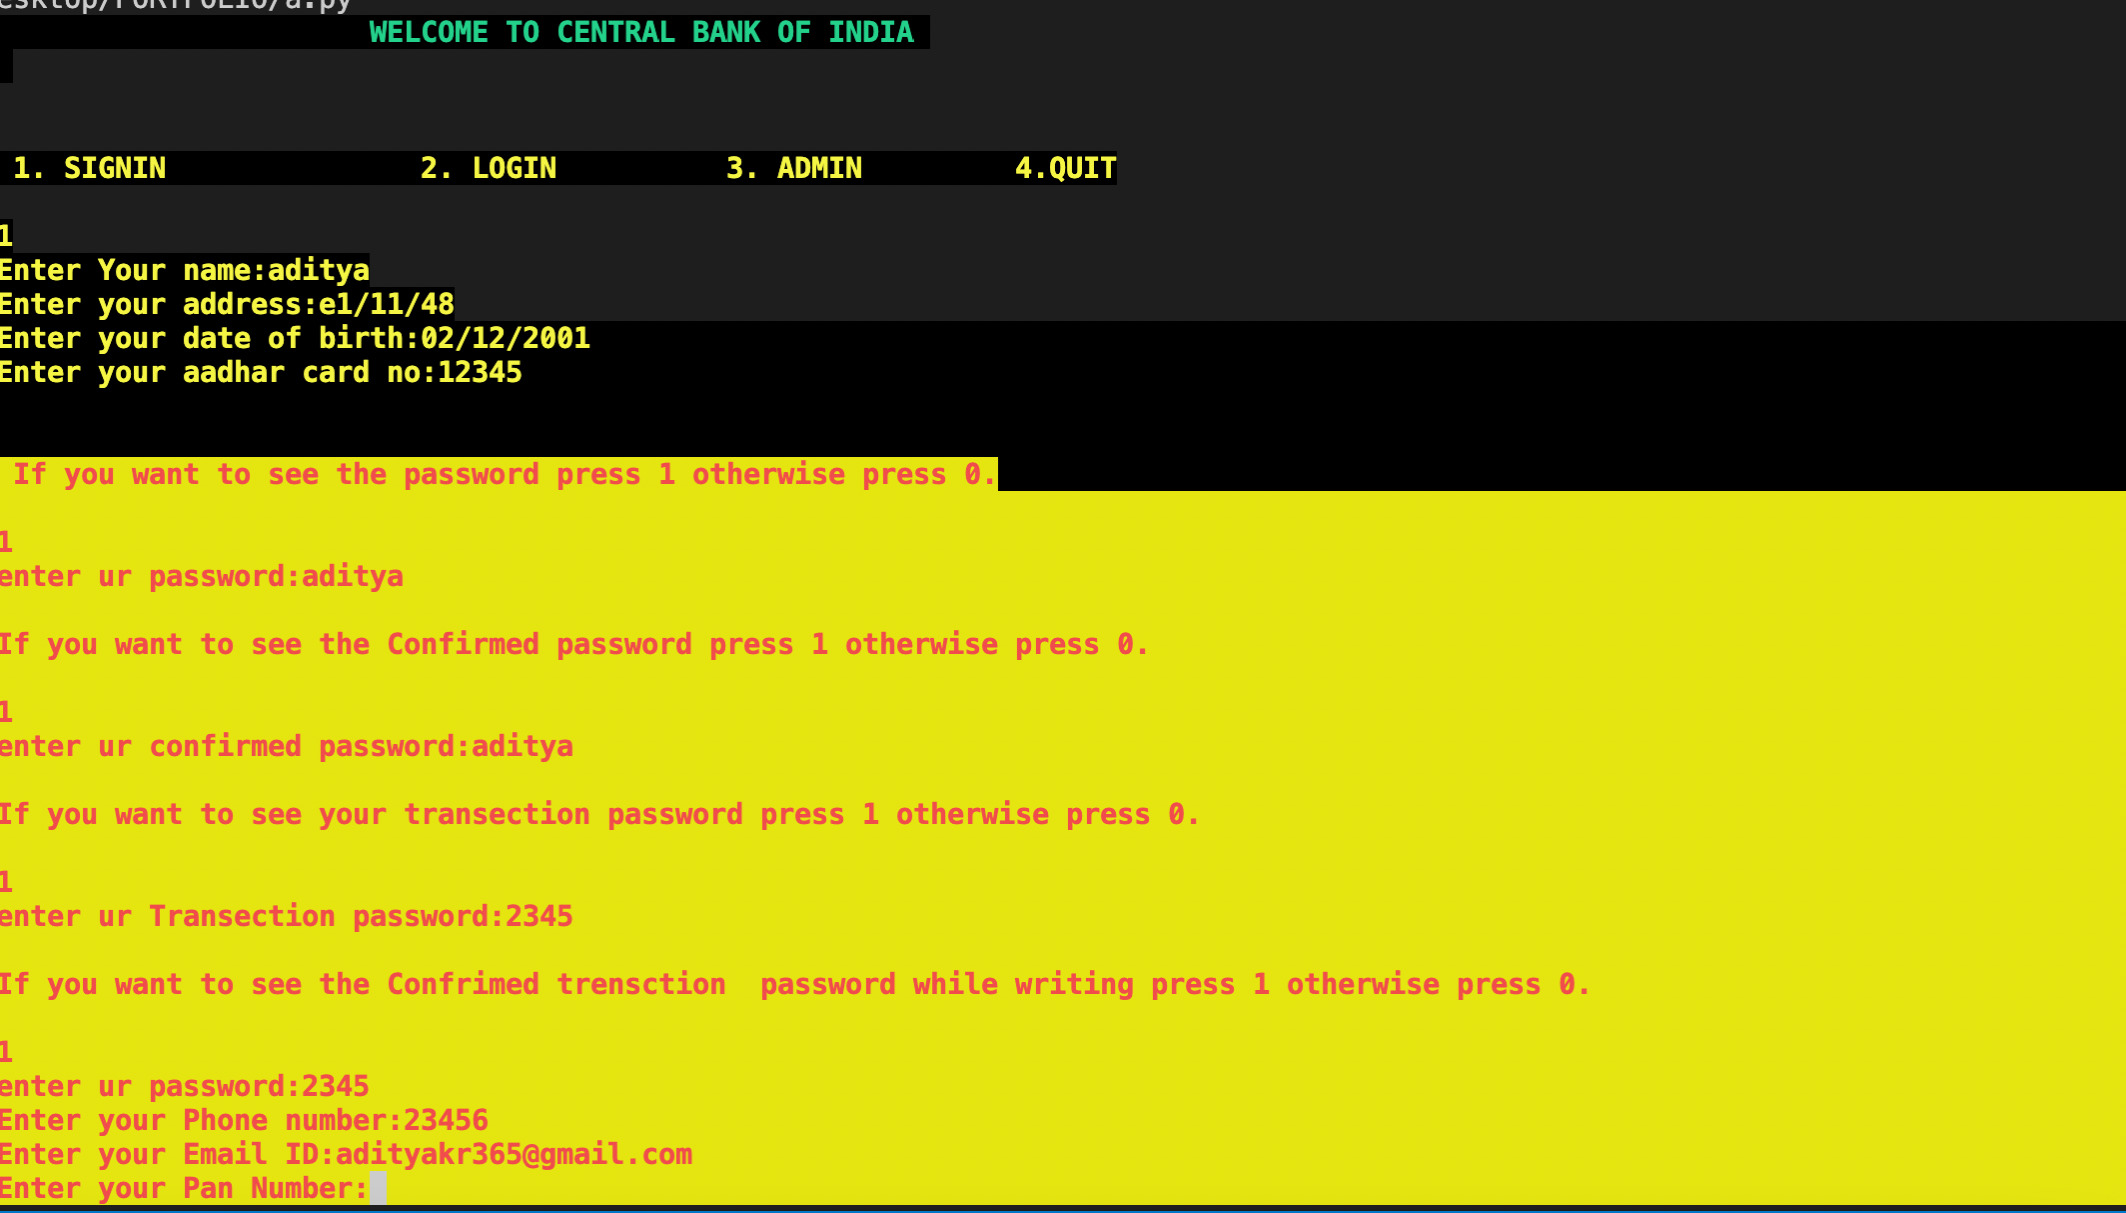 esktop/PORTFOLIO/a.py
WELCOME TO CENTRAL BANK OF INDIA
1. SIGNIN 2. LOGIN 3. ADMIN 4.QUIT
1
Enter Your name:aditya
Enter your address:e1/11/48
Enter your date of birth:02/12/2001
Enter your aadhar card no:12345
If you want to see the password press 1 otherwise press 0.
1
enter ur password:aditya
If you want to see the Confirmed password press 1 otherwise press 0.
1
enter ur confirmed password:aditya
If you want to see your transection password press 1 otherwise press 0.
1
enter ur Transection password:2345
If you want to see the Confrimed trensction  password while writing press 1 otherwise press 0.
1
enter ur password:2345
Enter your Phone number:23456
Enter your Email ID:adityakr365@gmail.com
Enter your Pan Number: